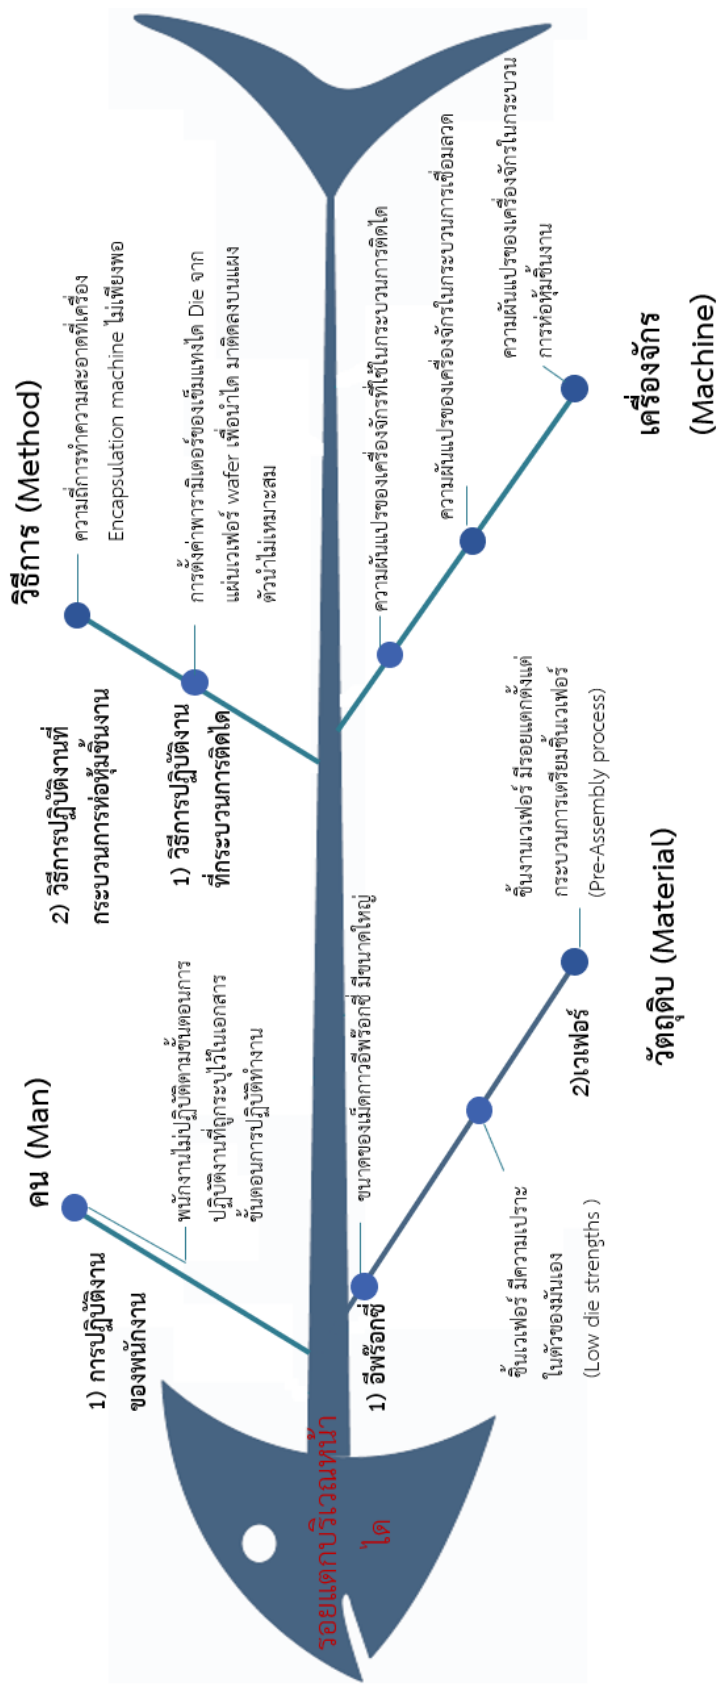 คน (Man)
1) การปฏิบัติงาน
ของพนักงาน
พนักงานไม่ปฏิบัติตามขั้นตอนการ
ปฏิบัติงานที่ถูกระบุไว้ในเอกสาร
ขั้นตอนการปฏิบัติทำงาน
วิธีการ (Method)
2) วิธีการปฏิบัติงานที่
กระบวนการห่อหุ้มชิ้นงาน
ความถี่การทำความสะอาดที่เครื่อง
Encapsulation machine ไม่เพียงพอ
1) วิธีการปฏิบัติงาน
ที่กระบวนการติดได
การตั้งค่าพารามิเตอร์ของเข็มแทงได Die จาก
แผ่นเวเฟอร์ wafer เพื่อนำได มาติดลงบนแผง
ตัวนำไม่เหมาะสม
รอยแตกบริเวณหน้า
ได
1) อีพร๊อกซี่
ขนาดของเม็ดกาวอีพร๊อกซี่ มีขนาดใหญ่
ชิ้นเวเฟอร์ มีความเปราะ
ในตัวของมันเอง
(Low die strengths )
2)เวเฟอร์
ชิ้นงานเวเฟอร์ มีรอยแตกตั้งแต่
กระบวนการเตรียมชิ้นเวเฟอร์
(Pre-Assembly process)
วัตถุดิบ (Material)
ความผันแปรของเครื่องจักรที่ใช้ในกระบวนการติดได
ความผันแปรของเครื่องจักรในกระบวนการเชื่อมลวด
ความผันแปรของเครื่องจักรในกระบวน
การห่อหุ้มชิ้นงาน
เครื่องจักร
(Machine)